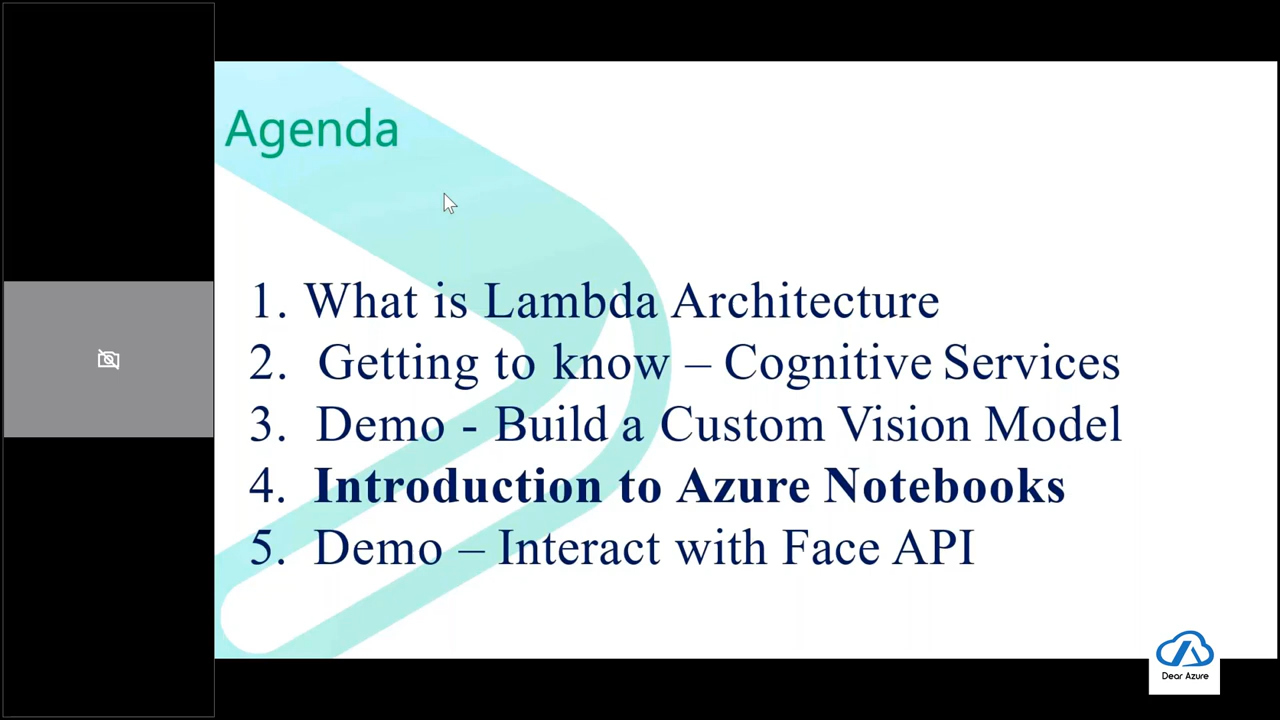 Agenda
1. What is Lambda Architecture
2. Getting to know – Cognitive Services
3. Demo - Build a Custom Vision Model
4. Introduction to Azure Notebooks
5. Demo – Interact with Face API
Dear Azure